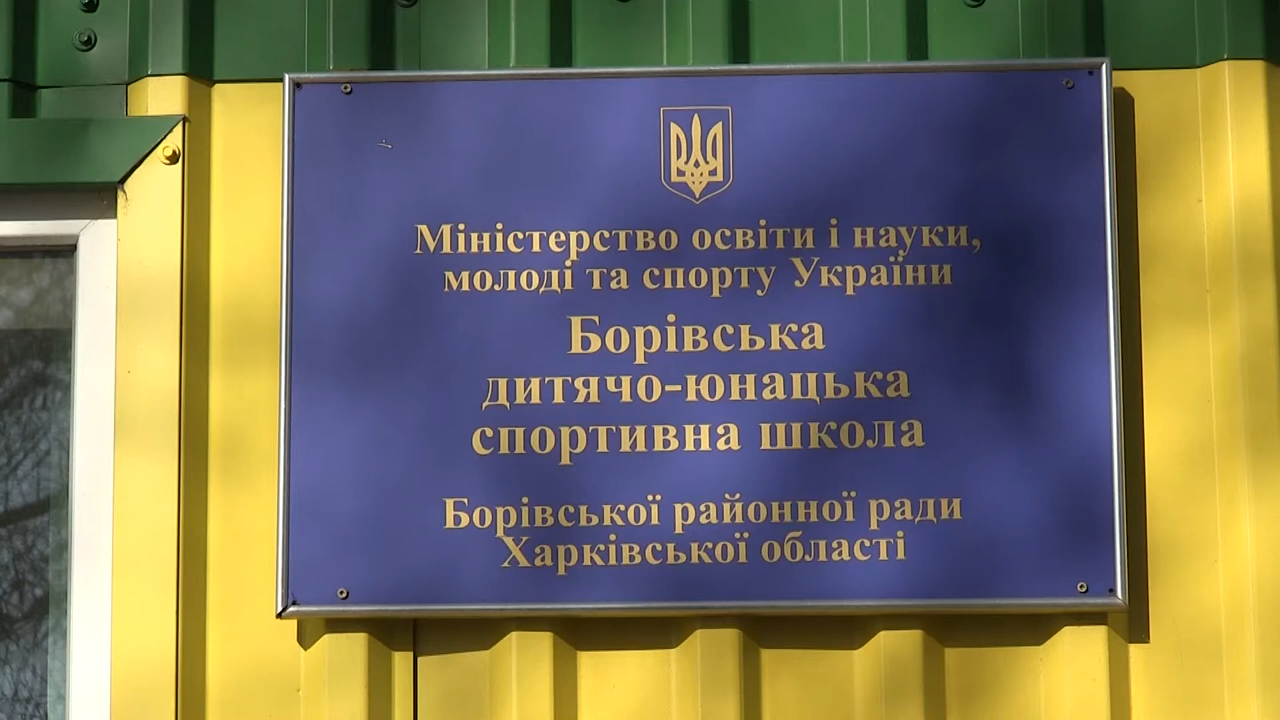 Міністерство освіти і науки,
молоді та спорту України
Борівська
дитячо-юнацька
спортивна школа
Борівської районної ради
Харківської області